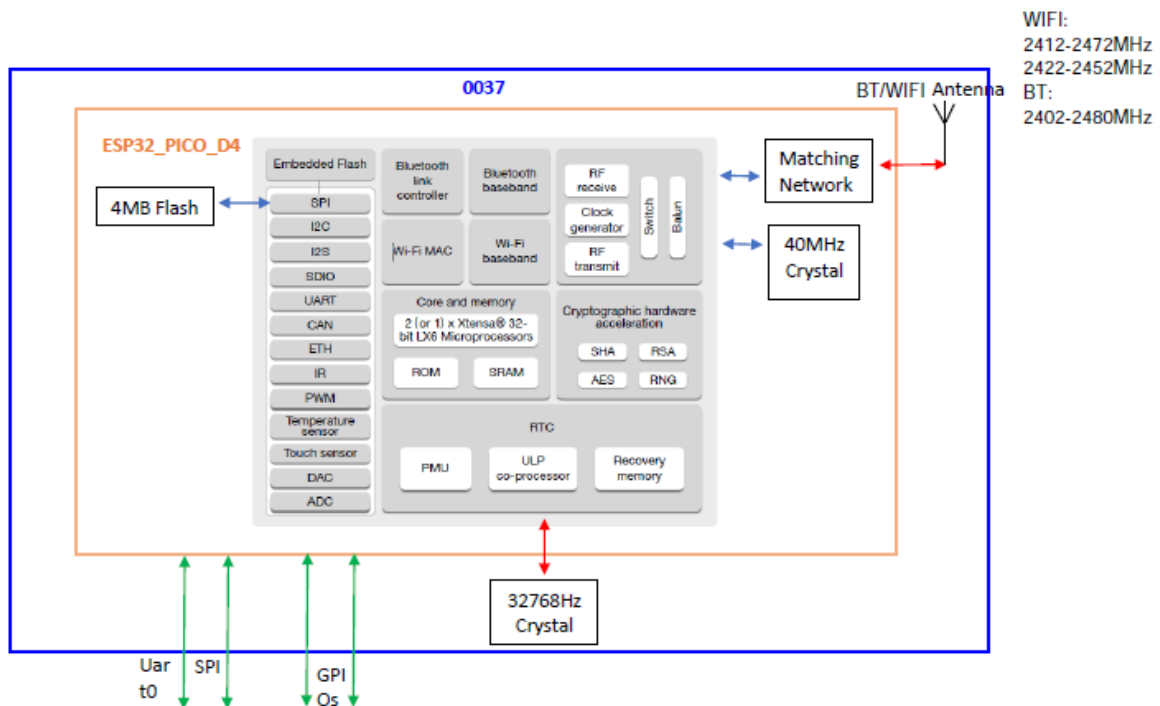 WIFI:
2412-2472MHz
2422-2452MHz
BT:
2402-2480MHz
0037
BT/WIFI Antenna
ESP32_PICO_D4
Embedded Flash
SPI
I2C
I2S
SDIO
UART
CAN
ETH
IR
PWM
Temperature
sensor
Touch sensor
DAC
ADC
4MB Flash
Bluetooth
link
controller
Bluetooth
baseband
Wi-Fi MAC
Wi-Fi
baseband
RF
receive
Clock
generator
RF
transmit
Switch
Balun
Matching
Network
40MHz
Crystal
Core and memory
2 (or 1) x Xtensa® 32-
bit LX6 Microprocessors
ROM
SRAM
Cryptographic hardware
acceleration
SHA
RSA
AES
RNG
RTC
PMU
ULP
co-processor
Recovery
memory
32768Hz
Crystal
Uar
t0
SPI
GPI
Os